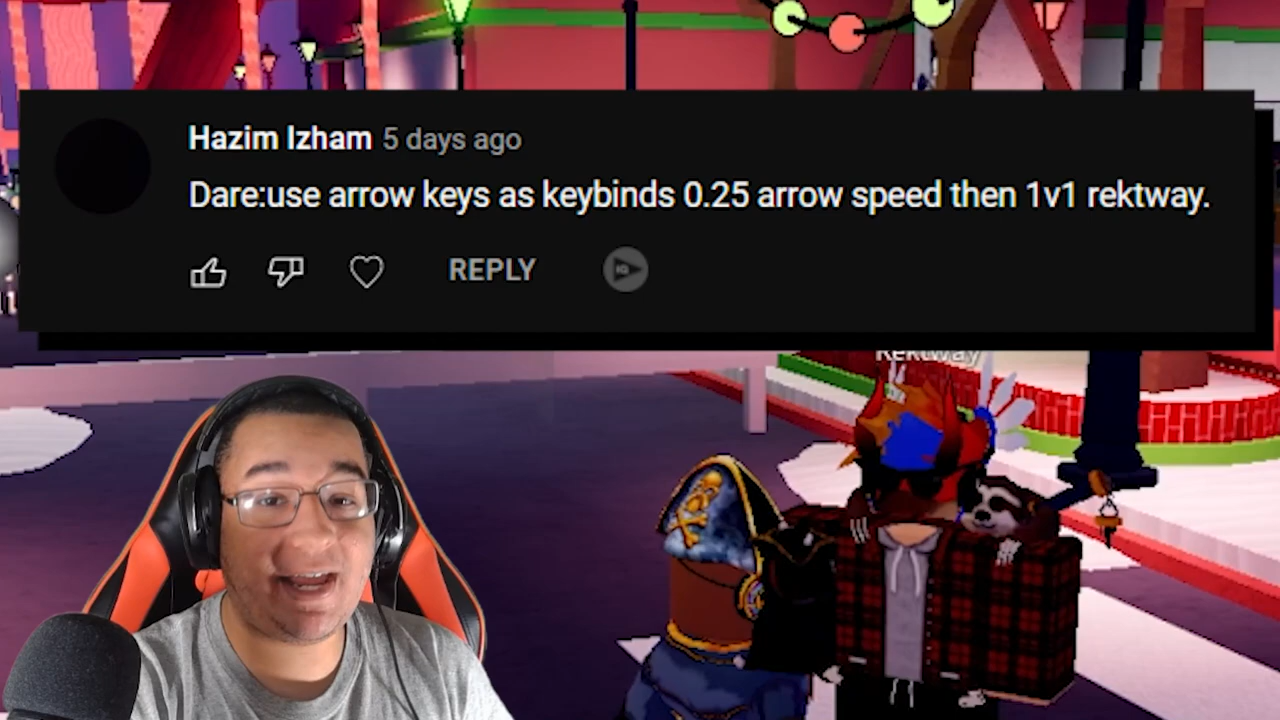 Hazim Izham 5 days ago
Dare:use arrow keys as keybinds 0.25 arrow speed then 1v1 rektway.
REPLY
Rektway